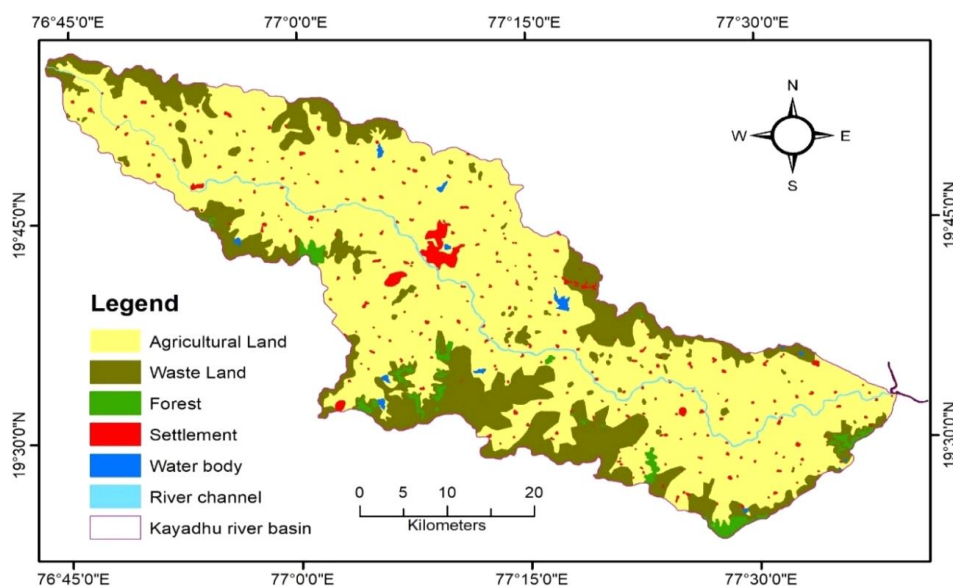 76°45'0"E 77°0'0"E 77°15'0"E 77°30'0"E
N
W E
S
19°45'0"N 19°45'0"N
Legend
Agricultural Land
Waste Land
Forest
Settlement
Water body
River channel
Kayadhu river basin
19°30'0"N 19°30'0"N
0 5 10 20
Kilometers
76°45'0"E 77°0'0"E 77°15'0"E 77°30'0"E